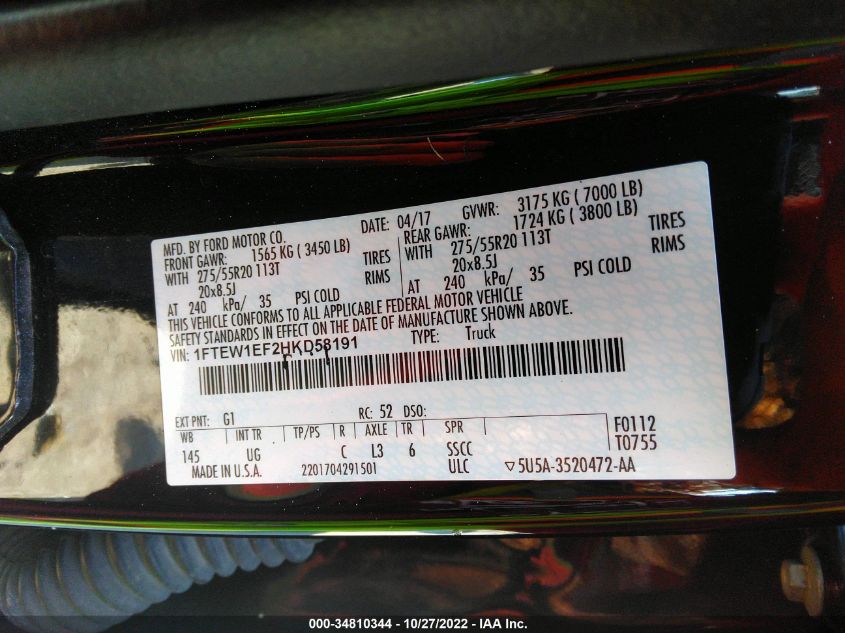 MFD. BY FORD MOTOR CO. DATE: 04/17 GVWR: 3175 KG ( 7000 LB)
FRONT GAWR: 1565 KG ( 3450 LB) REAR GAWR: 1724 KG ( 3800 LB)
WITH 275/55R20 113T TIRES WITH 275/55R20 113T TIRES
20x8.5J RIMS 20x8.5J RIMS
AT 240 kPa/ 35 PSI COLD AT 240 kPa/ 35 PSI COLD
THIS VEHICLE CONFORMS TO ALL APPLICABLE FEDERAL MOTOR VEHICLE
SAFETY STANDARDS IN EFFECT ON THE DATE OF MANUFACTURE SHOWN ABOVE.
VIN: 1FTEW1EF2HKD58191 TYPE: Truck
EXT PNT: G1 RC: 52 DSO:
WB INT TR TP/PS R AXLE TR SPR F0112
145 UG C L3 6 SSCC T0755
MADE IN U.S.A. 2201704291501 ULC ▽5U5A-3520472-AA
000-34810344 - 10/27/2022 - IAA Inc.